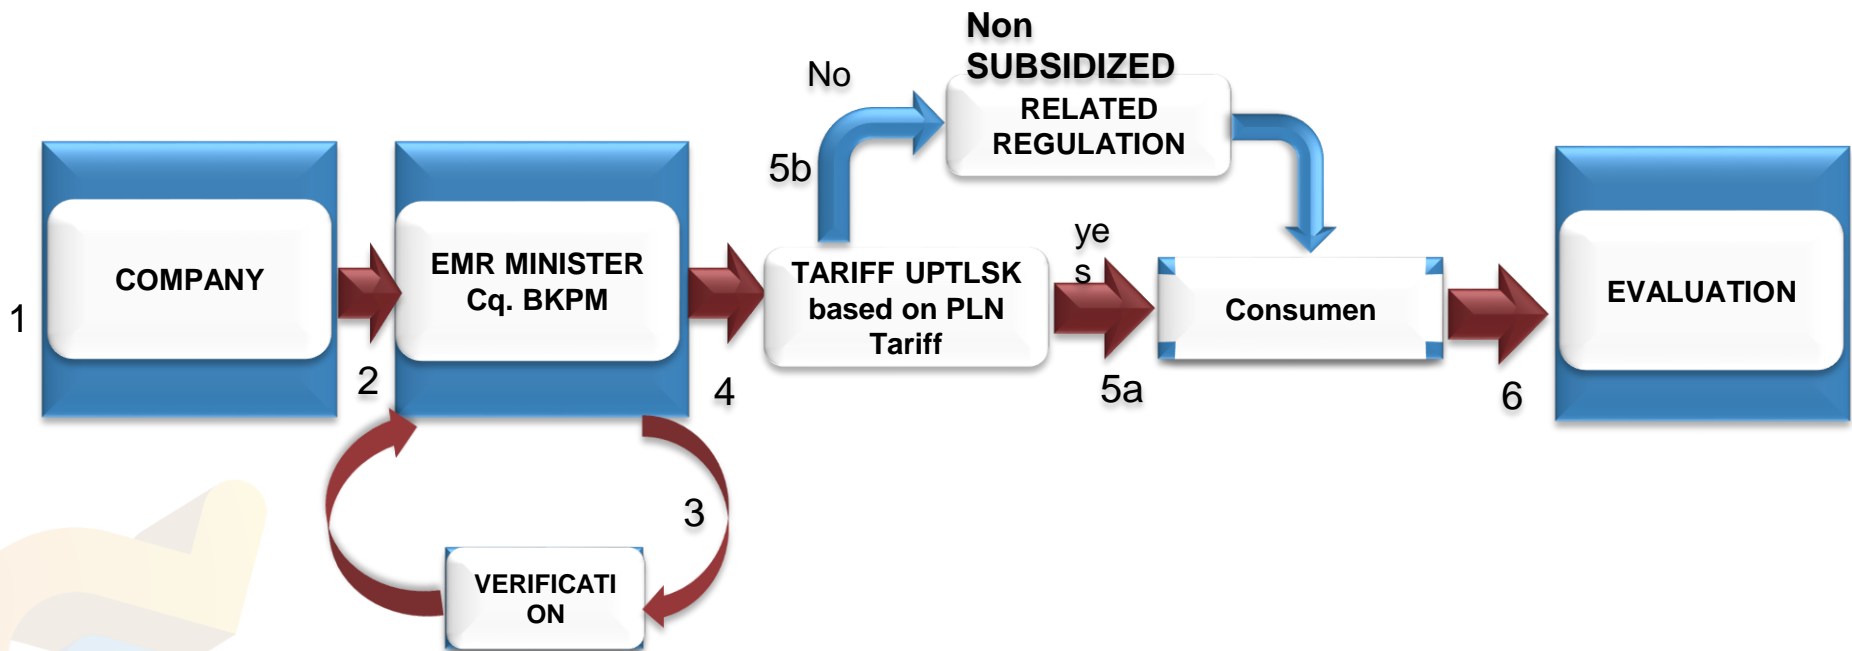 Non
SUBSIDIZED
No
RELATED
REGULATION
5b
1
COMPANY
2
EMR MINISTER
Cq. BKPM
4
TARIFF UPTLSK
based on PLN
Tariff
ye
s
5a
Consumen
6
EVALUATION
3
VERIFICATI
ON